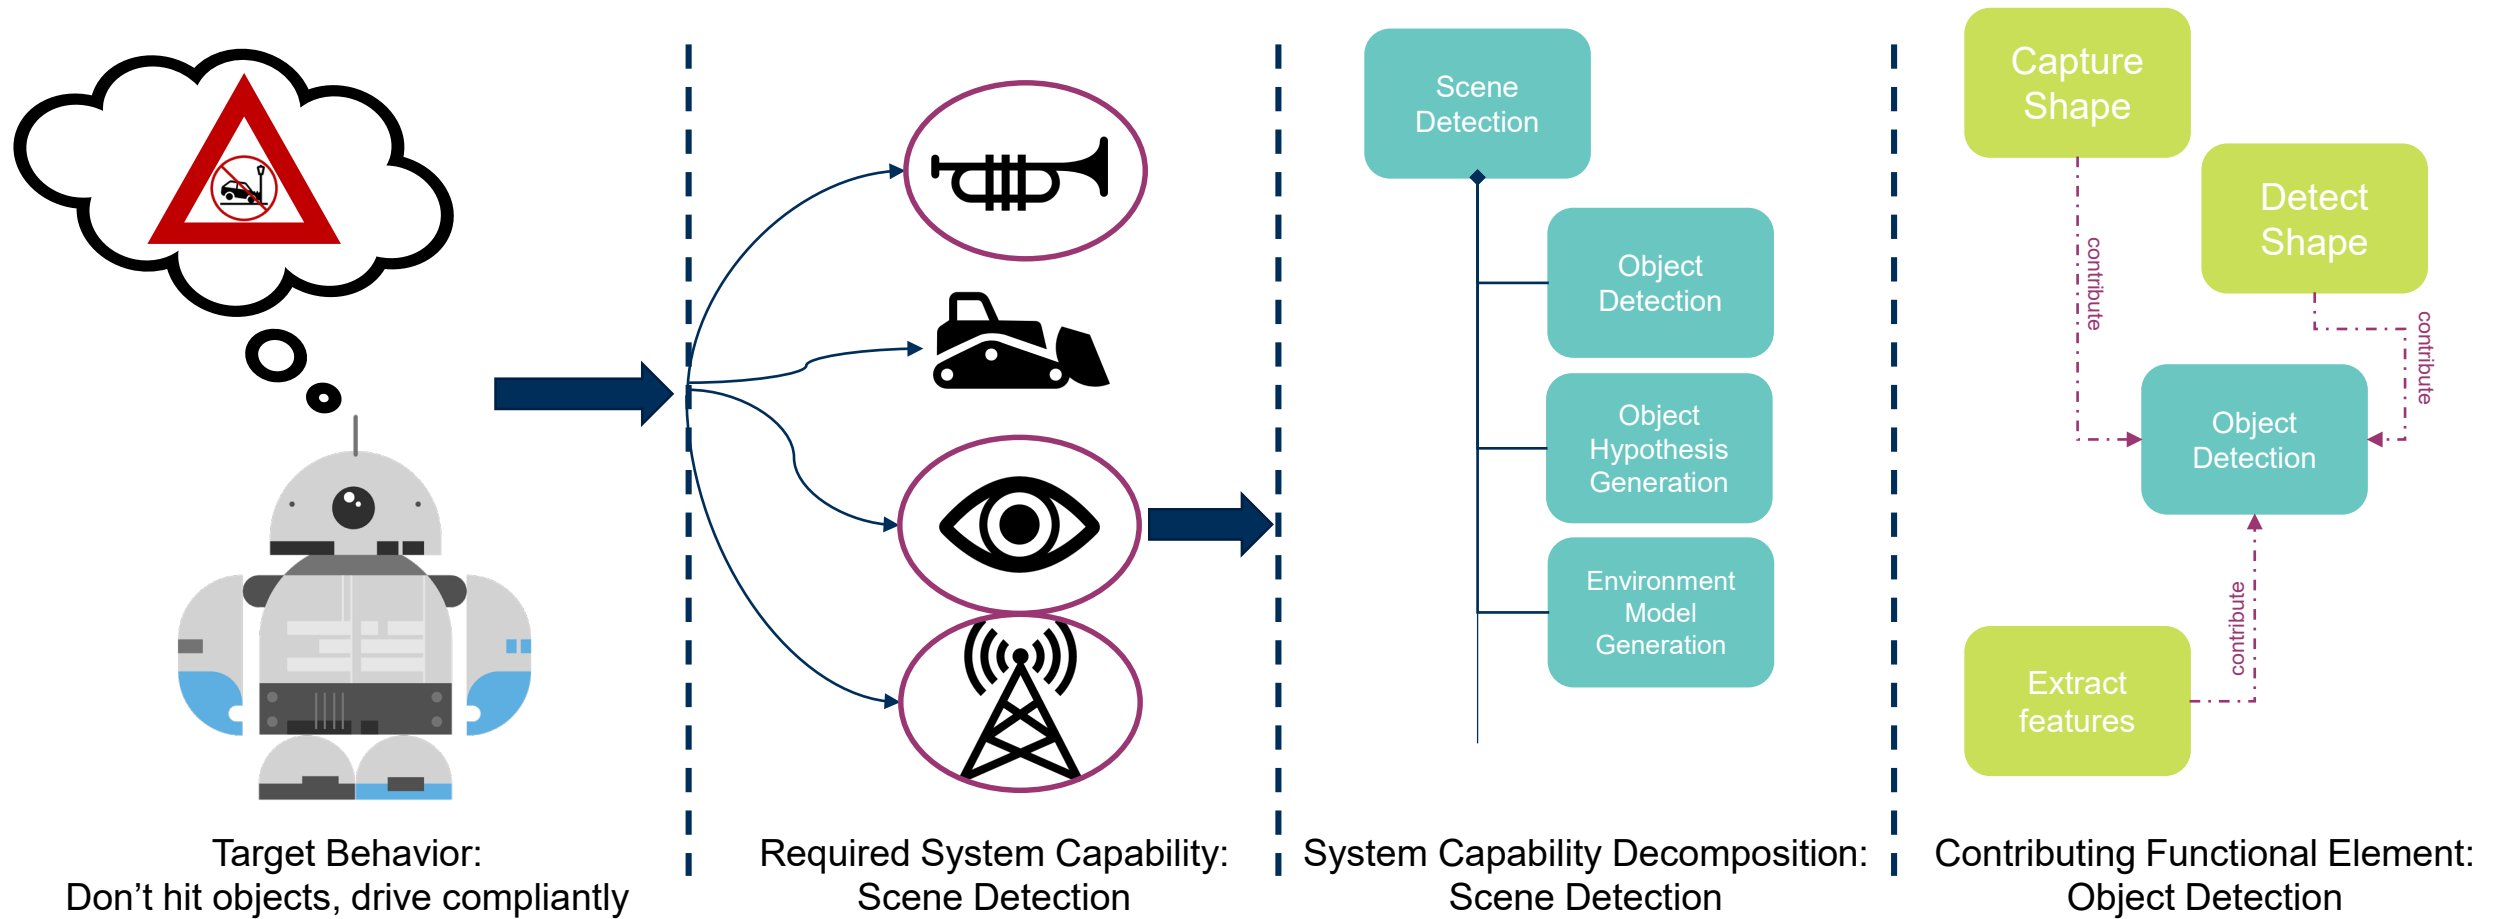 Target Behavior:
Don’t hit objects, drive compliantly
Required System Capability:
Scene Detection
Scene
Detection
Object
Detection
Object
Hypothesis
Generation
Environment
Model
Generation
System Capability Decomposition:
Scene Detection
Capture
Shape
Detect
Shape
contribute
contribute
Object
Detection
contribute
Extract
features
Contributing Functional Element:
Object Detection